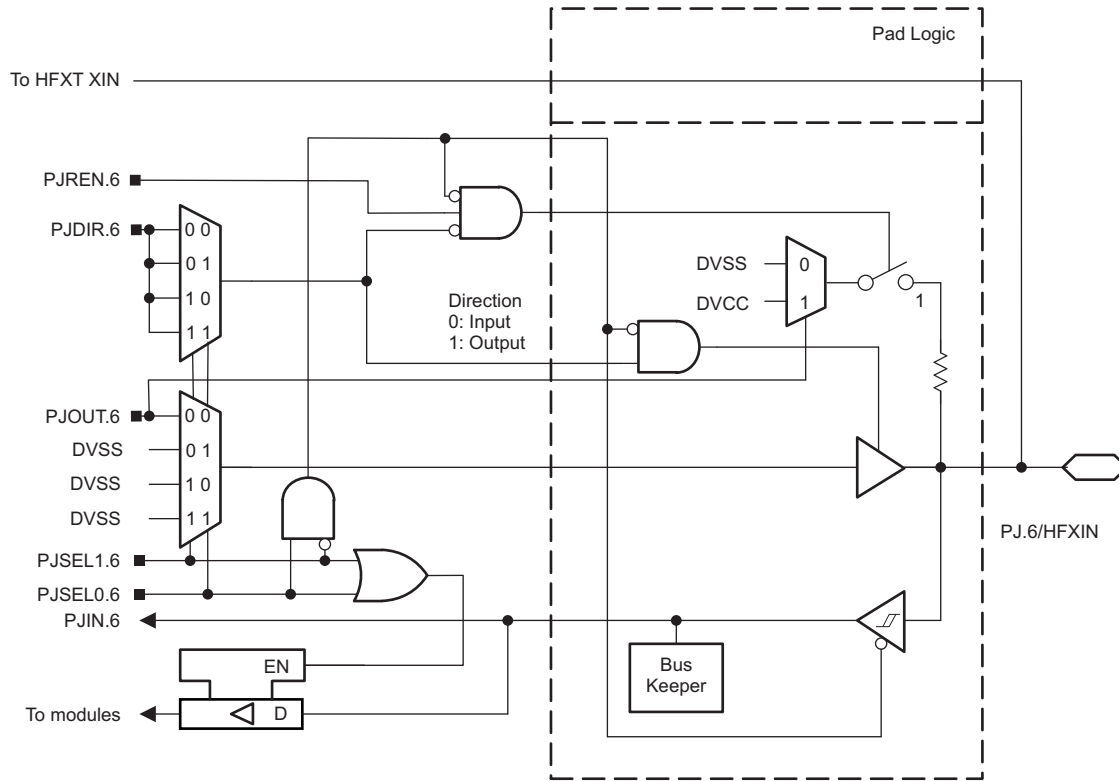 Pad Logic
To HFXT XIN
PJREN.6
PJDIR.6
0 0
0 1
1 0
1 1
Direction
0: Input
1: Output
DVSS
0
DVCC
1
1
PJOUT.6
0 0
DVSS
0 1
DVSS
1 0
DVSS
1 1
PJSEL1.6
PJSEL0.6
PJIN.6
PJ.6/HFXIN
Bus
Keeper
EN
D
To modules